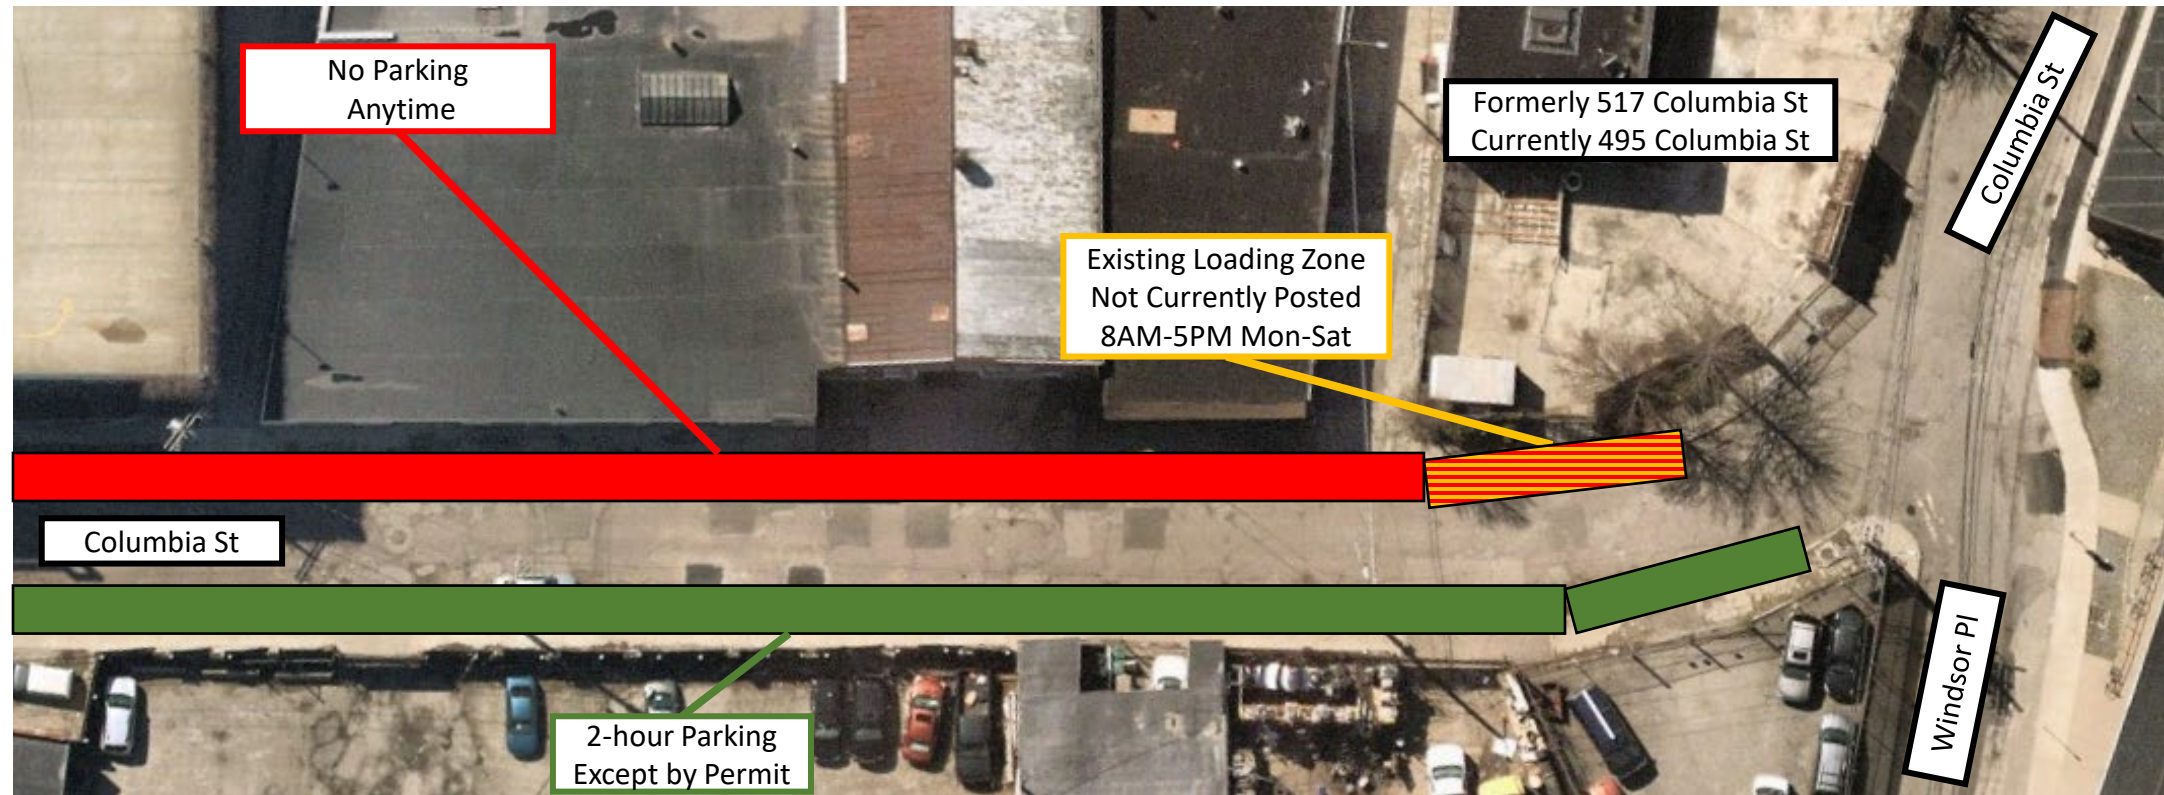 No Parking
Anytime
Formerly 517 Columbia St
Currently 495 Columbia St
Columbia St
Existing Loading Zone
Not Currently Posted
8AM-5PM Mon-Sat
Columbia St
Windsor Pl
2-hour Parking
Except by Permit